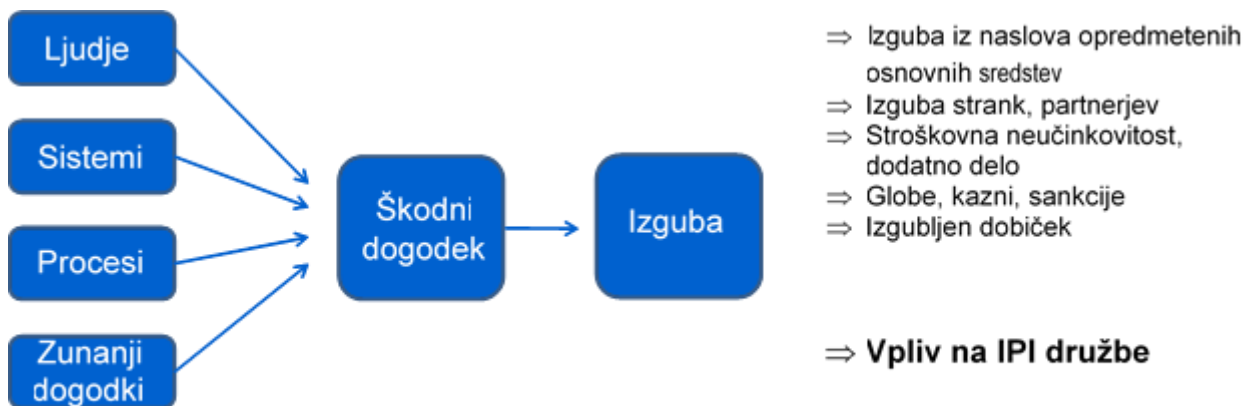 Ljudje
Sistemi
Procesi
Zunanji
dogodki
Škodni
dogodek
Izguba
⇒ Izguba iz naslova opredmetenih
osnovnih sredstev
⇒ Izguba strank, partnerjev
⇒ Stroškovna neučinkovitost,
dodatno delo
⇒ Globe, kazni, sankcije
⇒ Izgubljen dobiček
⇒ Vpliv na IPI družbe